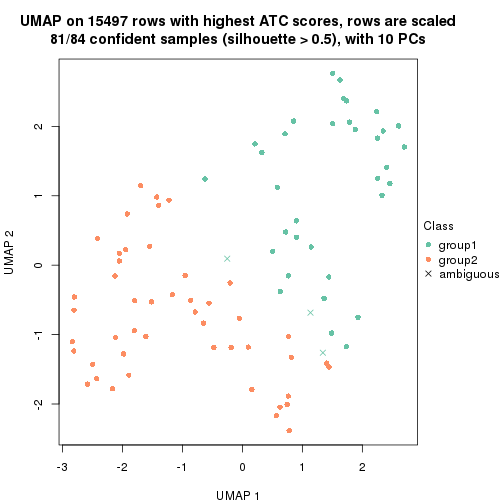 UMAP on 15497 rows with highest ATC scores, rows are scaled
81/84 confident samples (silhouette > 0.5), with 10 PCs
2
1
0
-1
-2
UMAP 2
-3
-2
-1
0
1
2
UMAP 1
Class
group1
group2
ambiguous